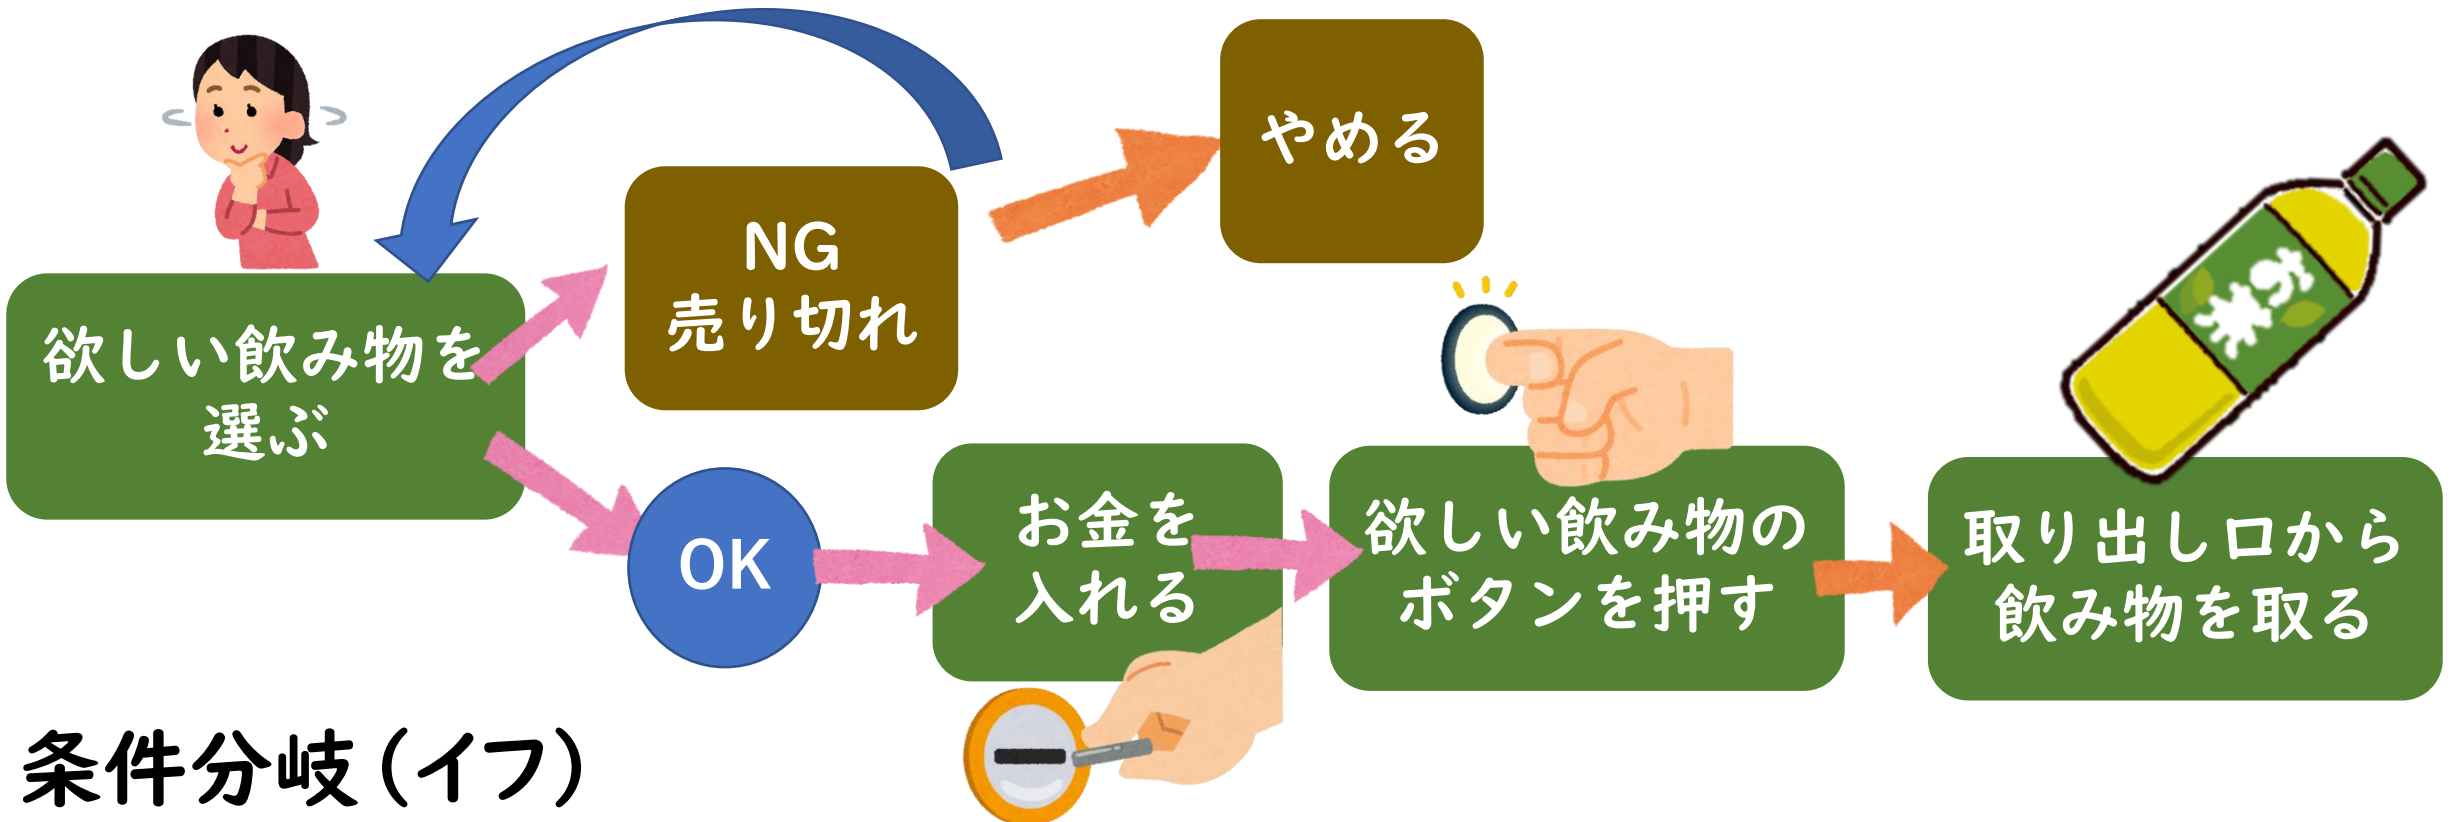 やめる
NG
売り切れ
欲しい飲み物を
選ぶ
OK
お金を
入れる
欲しい飲み物の
ボタンを押す
取り出し口から
飲み物を取る
条件分岐(イフ)